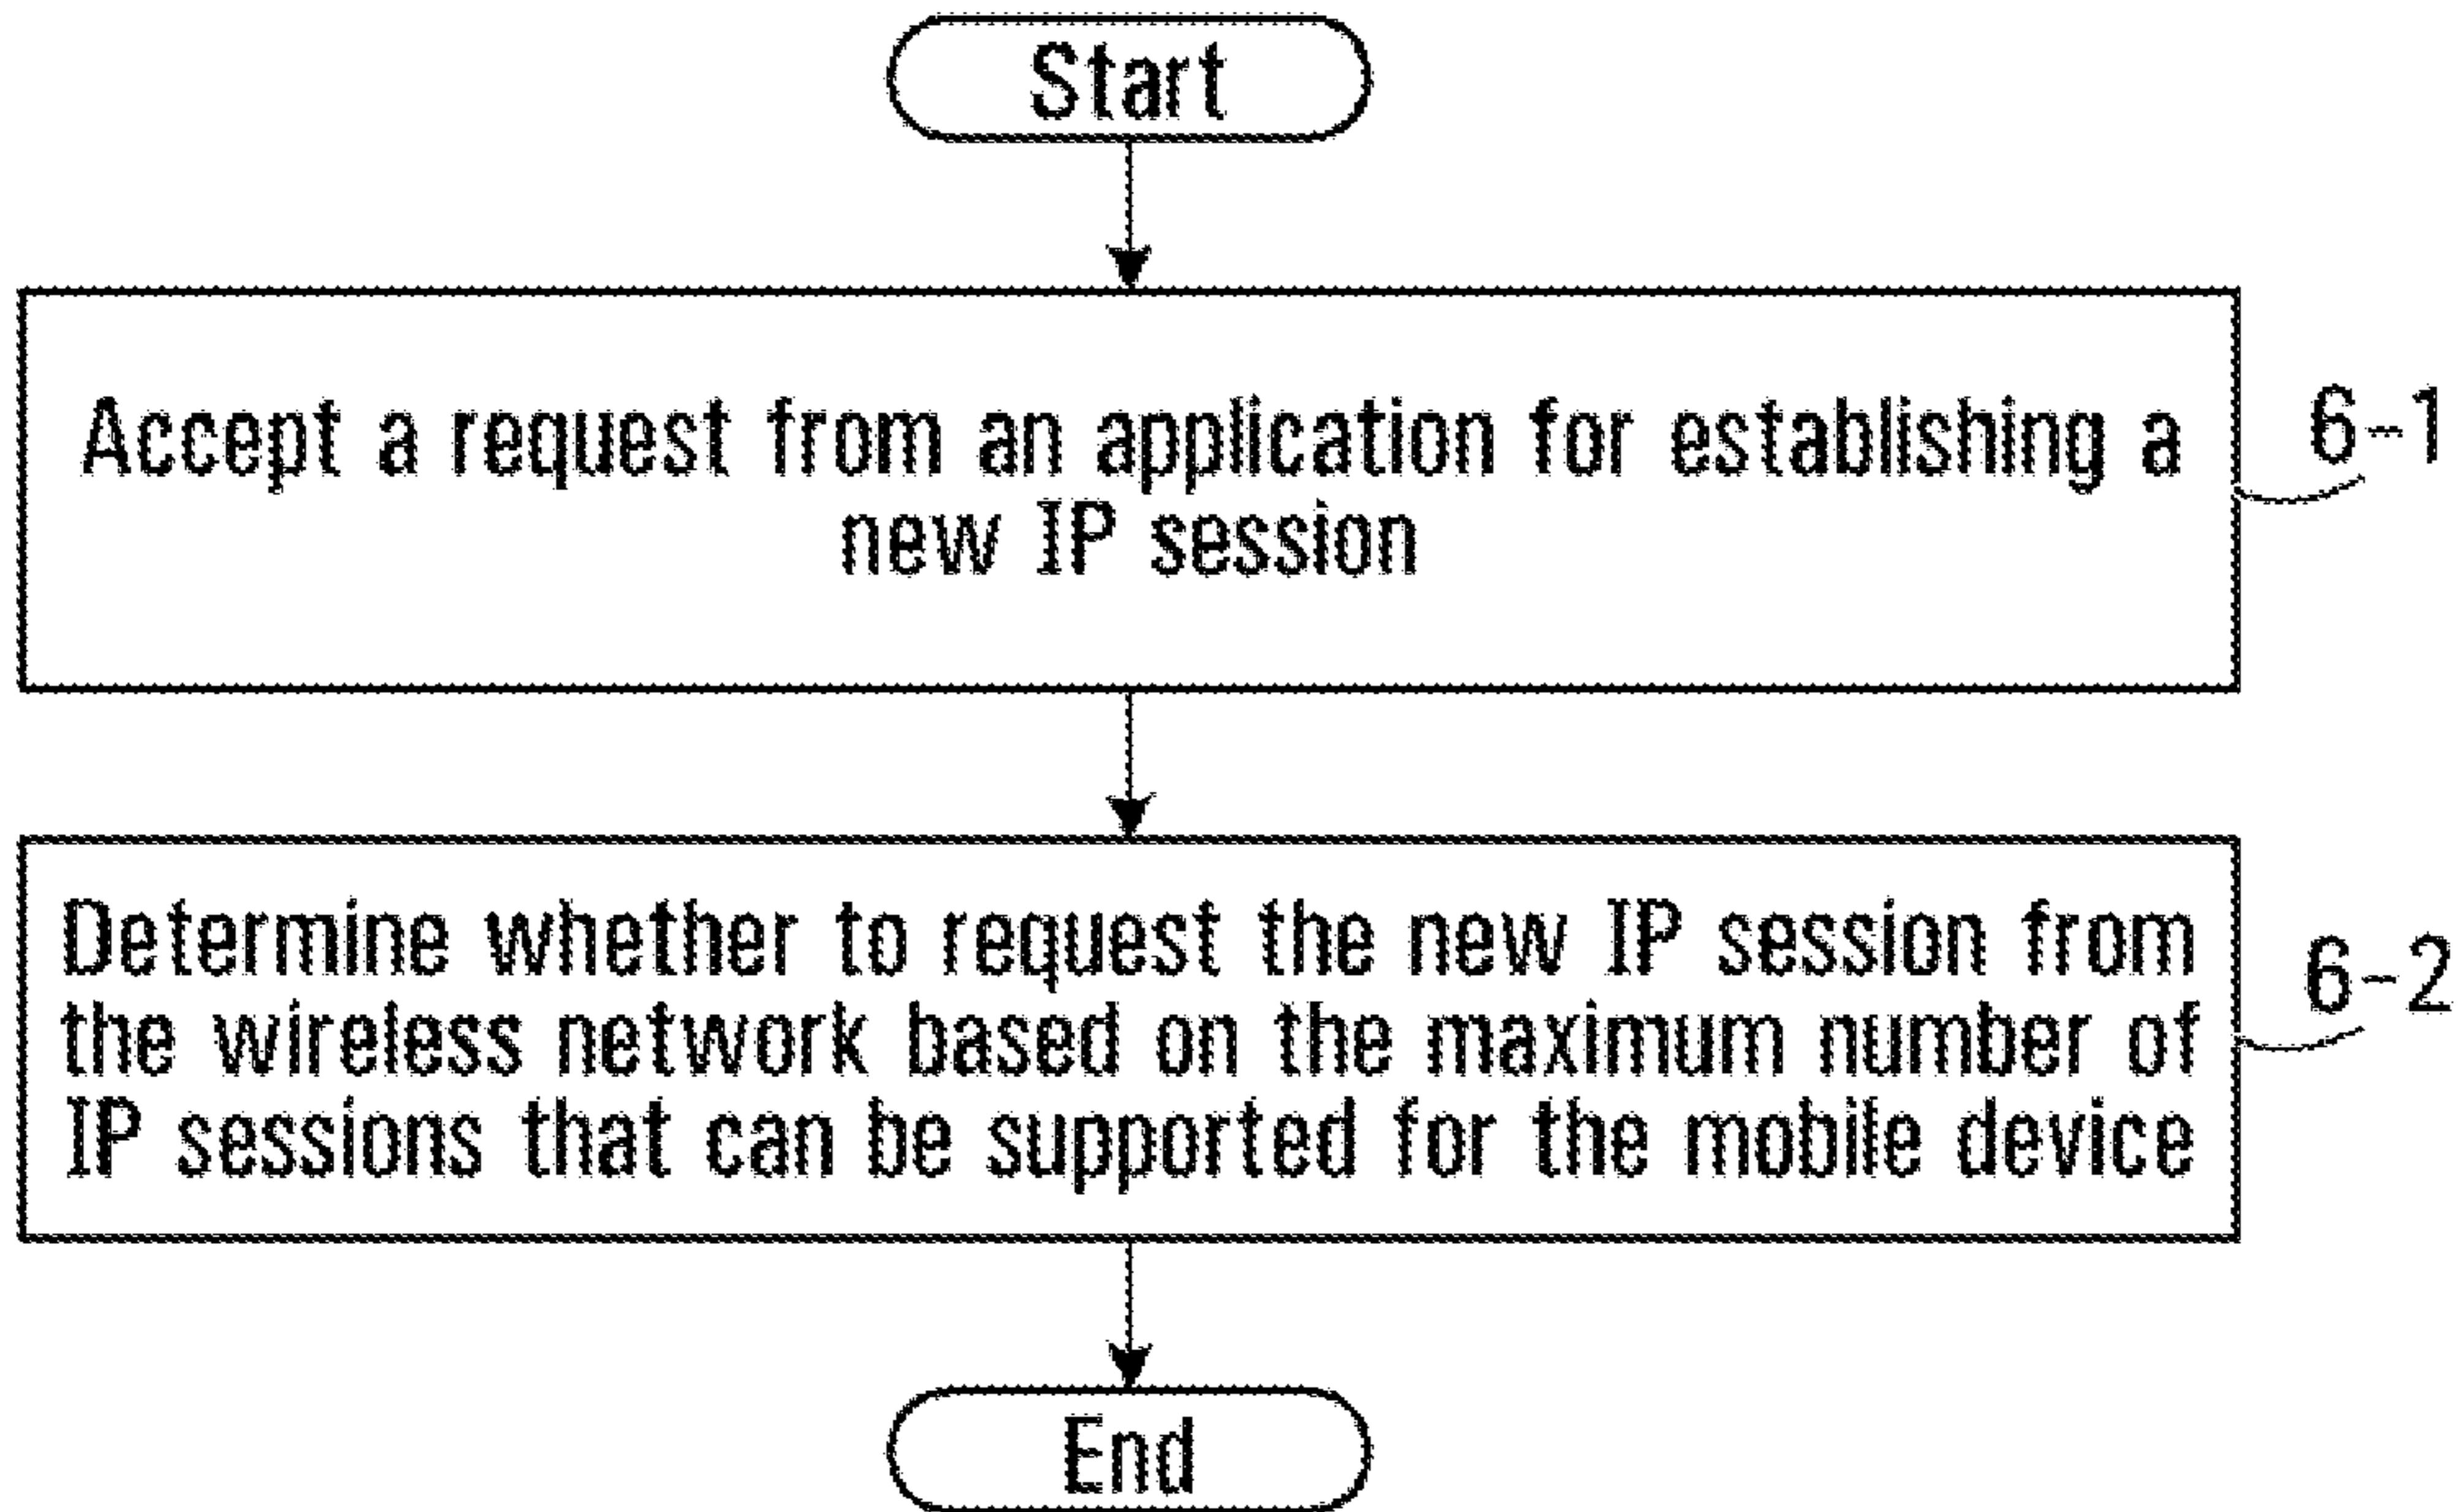 Start
Accept a request from an application for establishing a
new IP session
6-1
Determine whether to request the new IP session from
the wireless network based on the maximum number of
IP sessions that can be supported for the mobile device
6-2
End